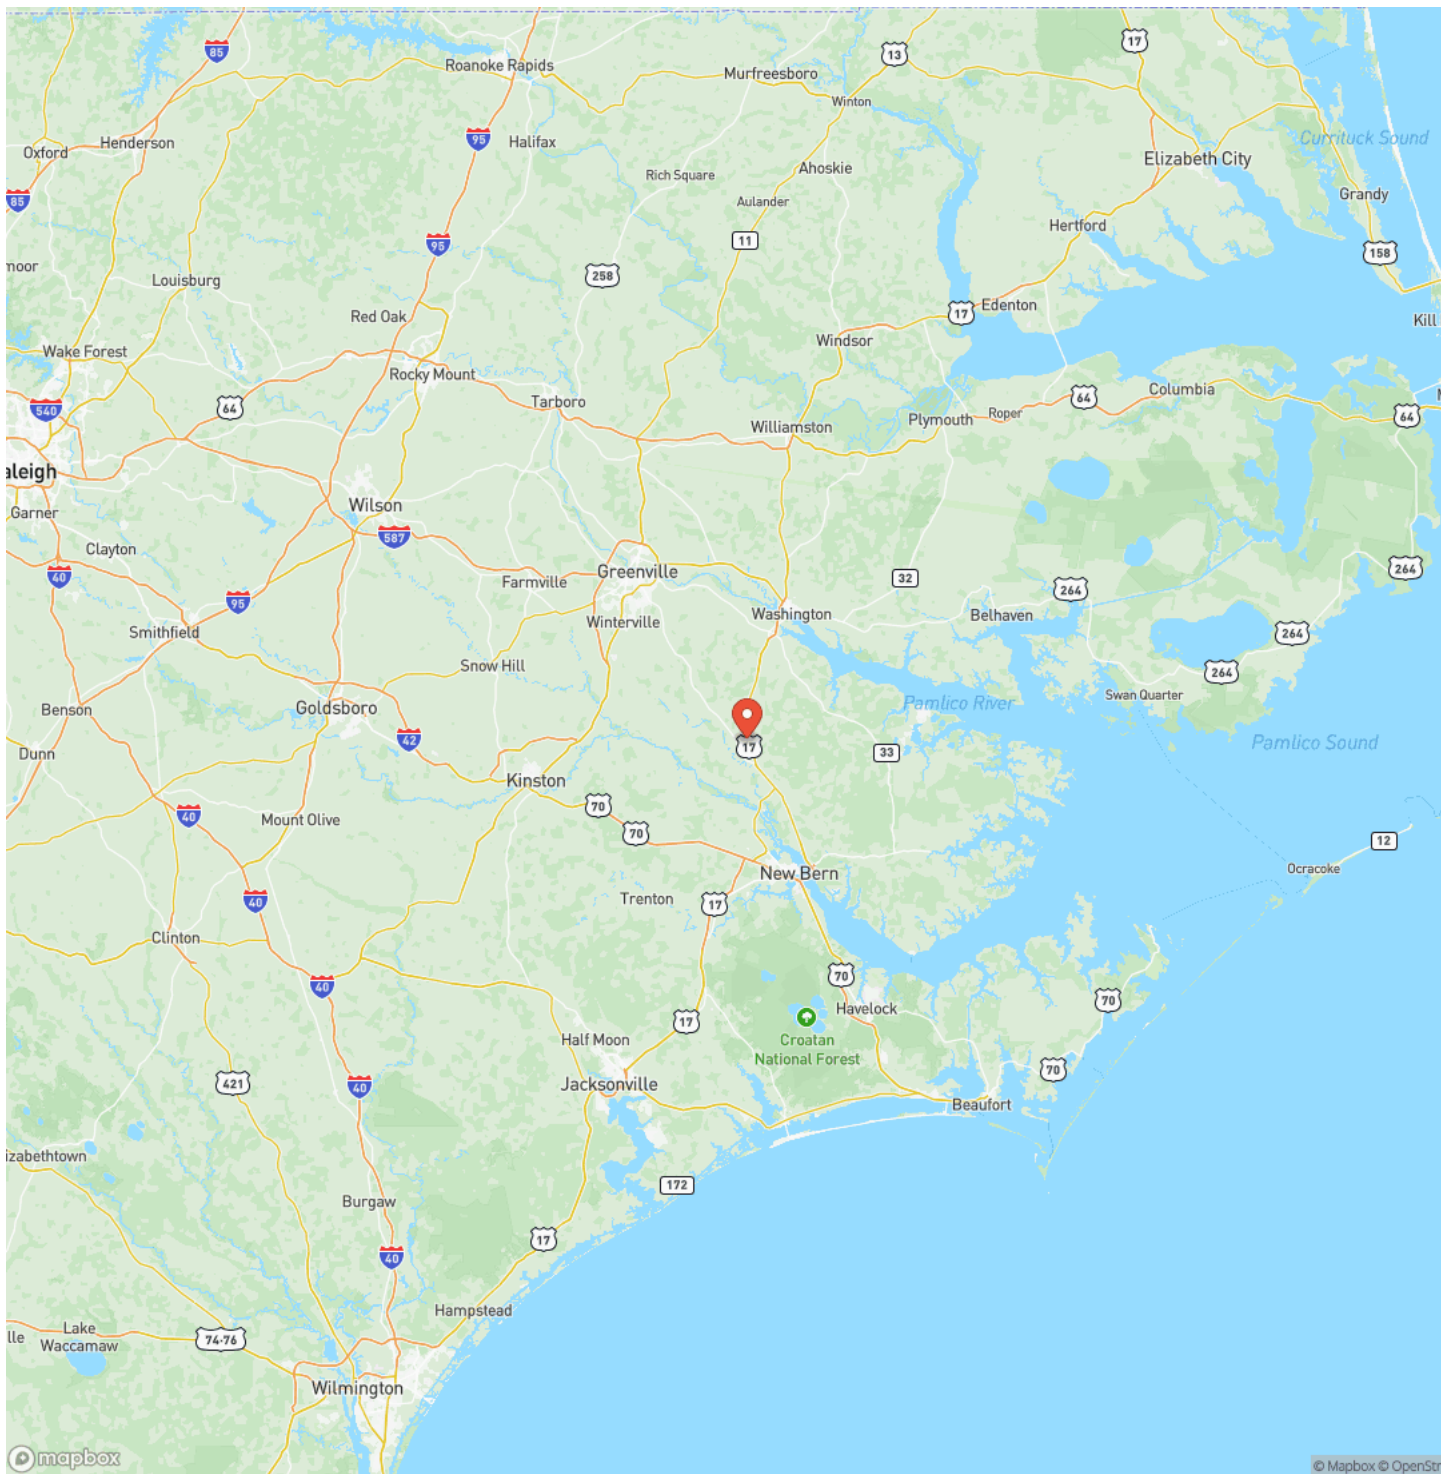 85
Roanoke Rapids
13
17
Murfreesboro
Winton
95
Halifax
Currituck Sound
Henderson
Oxford
Elizabeth City
Ahoskie
Rich Square
85
Grandy
Aulander
Hertford
95
11
158
moor
258
Louisburg
Edenton
17
Red Oak
Kill
Windsor
Wake Forest
Rocky Mount
Columbia
64
Tarboro
540
64
Roper
64
Plymouth
Williamston
aleigh
Wilson
Garner
587
Clayton
Greenville
264
40
Farmville
32
264
95
Washington
Belhaven
Winterville
Smithfield
264
Snow Hill
264
Swan Quarter
Pamlico River
Goldsboro
Benson
42
Pamlico Sound
17
Dunn
33
Kinston
70
40
Mount Olive
70
12
Ocracoke
New Bern
Trenton
40
17
Clinton
70
40
70
Havelock
17
Half Moon
Croatan
National Forest
70
421
Jacksonville
40
Beaufort
izabethtown
172
Burgaw
17
40
Hampstead
Lake
Waccamaw
lle
74-76
Wilmington
mapbox
© Mapbox © OpenStr